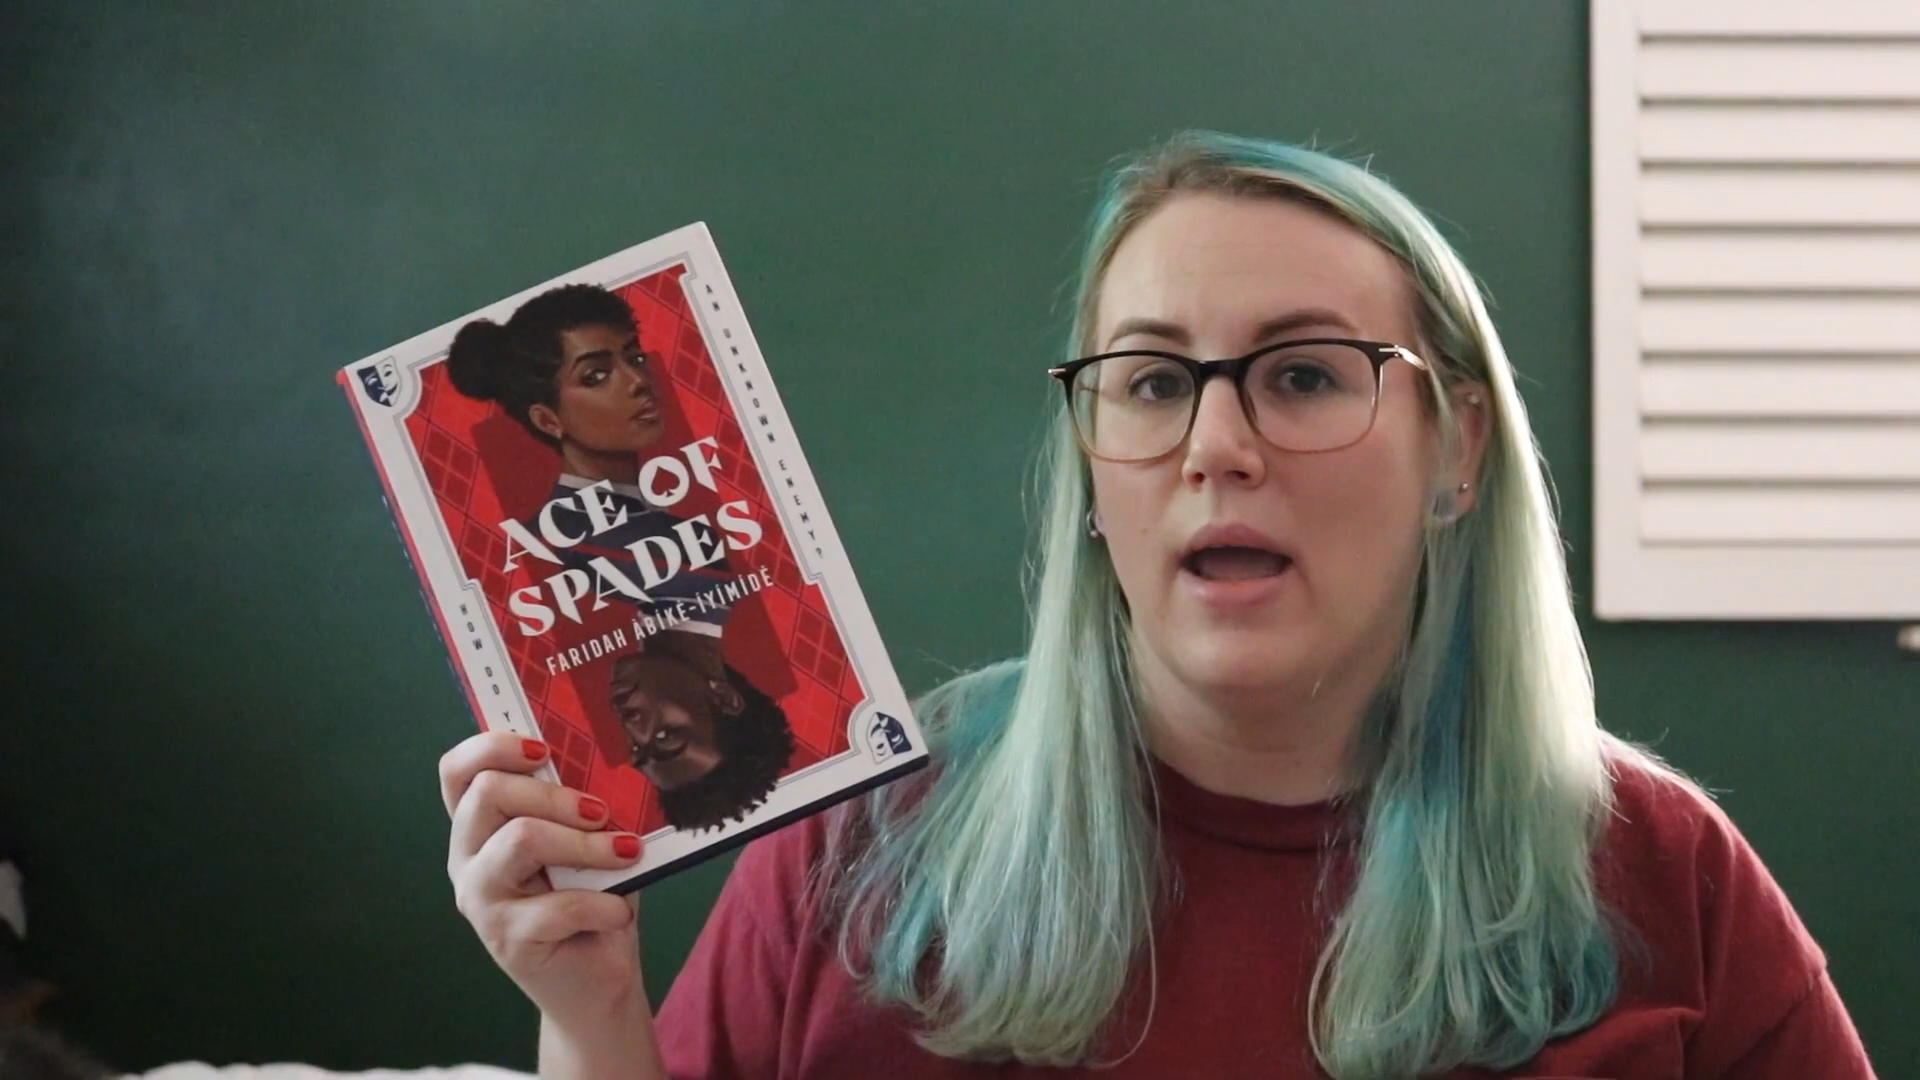 ACE OF
SPADES
FARIDAH ÀBÍKÉ-ÍYÍMÍDÉ
AN UNKNOWN ENEMY?
HOW DO